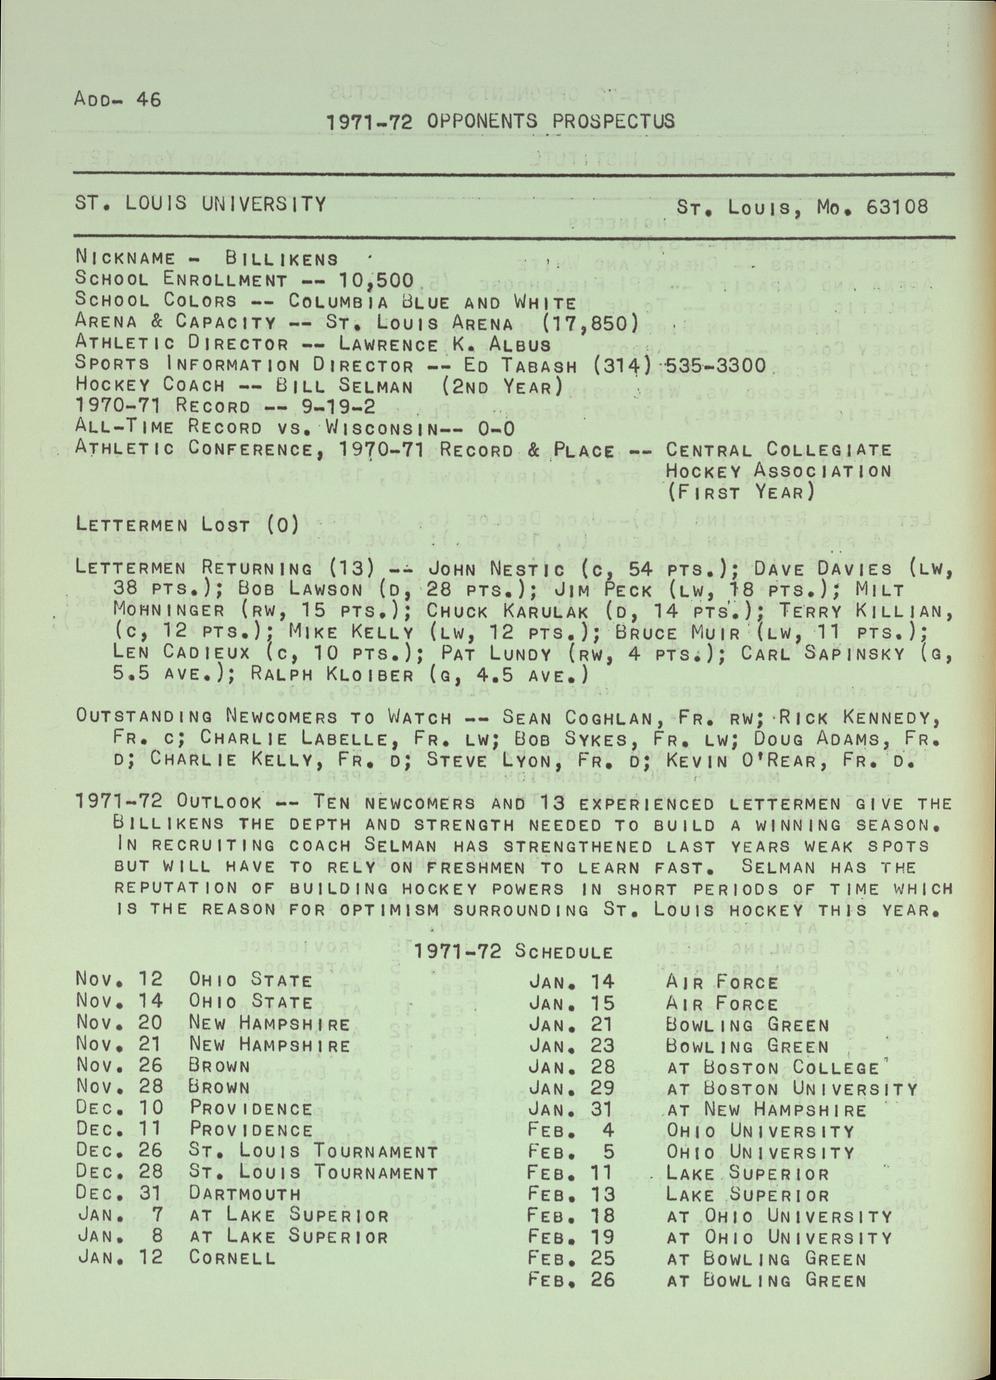 Add- 46
1971-72 OPPONENTS PROSPECTUS
ST. LOUIS UNIVERSITY St. Louis, Mo. 63108
Nickname - Billikens
School Enrollment -- 10,500
School Colors -- Columbia Blue and White
Arena & Capacity -- St. Louis Arena (17,850)
Athletic Director -- Lawrence K. Albus
Sports Information Director -- Ed Tabash (314) 535-3300
Hockey Coach -- Bill Selman (2nd Year)
1970-71 Record -- 9-19-2
All-Time Record vs. Wisconsin-- 0-0
Athletic Conference, 1970-71 Record & Place -- Central Collegiate
Hockey Association
(First Year)
Lettermen Lost (0)
Lettermen Returning (13) -- John Nestic (c, 54 pts.); Dave Davies (lw,
38 pts.); Bob Lawson (d, 28 pts.); Jim Peck (lw, 18 pts.); Milt
Mohninger (rw, 15 pts.); Chuck Karulak (d, 14 pts.); Terry Killian,
(c, 12 pts.); Mike Kelly (lw, 12 pts.); Bruce Muir (lw, 11 pts.);
Len Cadieux (c, 10 pts.); Pat Lundy (rw, 4 pts.); Carl Sapinsky (g,
5.5 ave.); Ralph Kloiber (g, 4.5 ave.)
Outstanding Newcomers to Watch -- Sean Coghlan, Fr. rw; Rick Kennedy,
Fr. c; Charlie Labelle, Fr. lw; Bob Sykes, Fr. lw; Doug Adams, Fr.
d; Charlie Kelly, Fr. d; Steve Lyon, Fr. d; Kevin O'Rear, Fr. d.
1971-72 Outlook -- Ten newcomers and 13 experienced lettermen give the
Billikens the depth and strength needed to build a winning season.
In recruiting coach Selman has strengthened last years weak spots
but will have to rely on freshmen to learn fast. Selman has the
reputation of building hockey powers in short periods of time which
is the reason for optimism surrounding St. Louis hockey this year.
1971-72 Schedule
Nov. 12 Ohio State
Nov. 14 Ohio State
Nov. 20 New Hampshire
Nov. 21 New Hampshire
Nov. 26 Brown
Nov. 28 Brown
Dec. 10 Providence
Dec. 11 Providence
Dec. 26 St. Louis Tournament
Dec. 28 St. Louis Tournament
Dec. 31 Dartmouth
Jan. 7 at Lake Superior
Jan. 8 at Lake Superior
Jan. 12 Cornell
Jan. 14 Air Force
Jan. 15 Air Force
Jan. 21 Bowling Green
Jan. 23 Bowling Green
Jan. 28 at Boston College
Jan. 29 at Boston University
Jan. 31 at New Hampshire
Feb. 4 Ohio University
Feb. 5 Ohio University
Feb. 11 Lake Superior
Feb. 13 Lake Superior
Feb. 18 at Ohio University
Feb. 19 at Ohio University
Feb. 25 at Bowling Green
Feb. 26 at Bowling Green